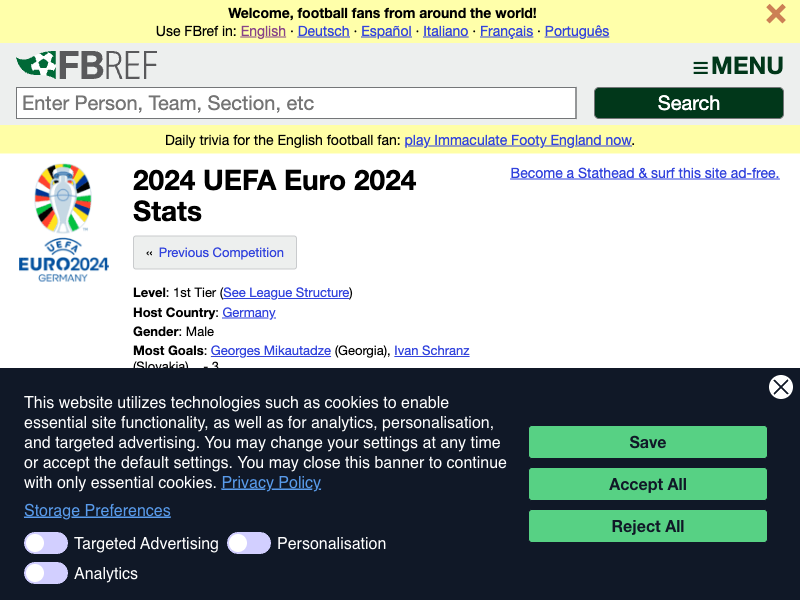 Welcome, football fans from around the world!
Use FBref in: English · Deutsch · Español · Italiano · Français · Português
FBREF
≡MENU
Enter Person, Team, Section, etc
Search
Daily trivia for the English football fan: play Immaculate Footy England now.
UEFA
EURO2024
GERMANY
2024 UEFA Euro 2024
Stats
Become a Stathead & surf this site ad-free.
« Previous Competition
Level: 1st Tier (See League Structure)
Host Country: Germany
Gender: Male
Most Goals: Georges Mikautadze (Georgia), Ivan Schranz
(Slovakia)... - 3
This website utilizes technologies such as cookies to enable
essential site functionality, as well as for analytics, personalisation,
and targeted advertising. You may change your settings at any time
or accept the default settings. You may close this banner to continue
with only essential cookies. Privacy Policy
Storage Preferences
Targeted Advertising
Personalisation
Analytics
Save
Accept All
Reject All